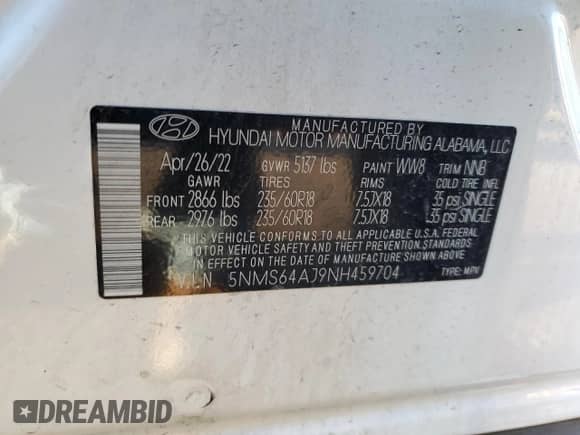 MANUFACTURED BY
HYUNDAI MOTOR MANUFACTURING ALABAMA, LLC
Apr/26/22 GVWR 5137 lbs PAINT WW8 TRIM NNB
GAWR TIRES RIMS COLD TIRE INFL
FRONT 2866 lbs 235/60R18 7.5JX18 35 psi SINGLE
REAR 2976 lbs 235/60R18 7.5JX18 35 psi SINGLE
THIS VEHICLE CONFORMS TO ALL APPLICABLE U.S.A. FEDERAL
MOTOR VEHICLE SAFETY, BUMPER, AND THEFT PREVENTION
STANDARDS IN EFFECT ON THE DATE OF MANUFACTURE SHOWN ABOVE.
V.I.N 5NMS64AJ9NH459704 TYPE: MPV
DREAMBID